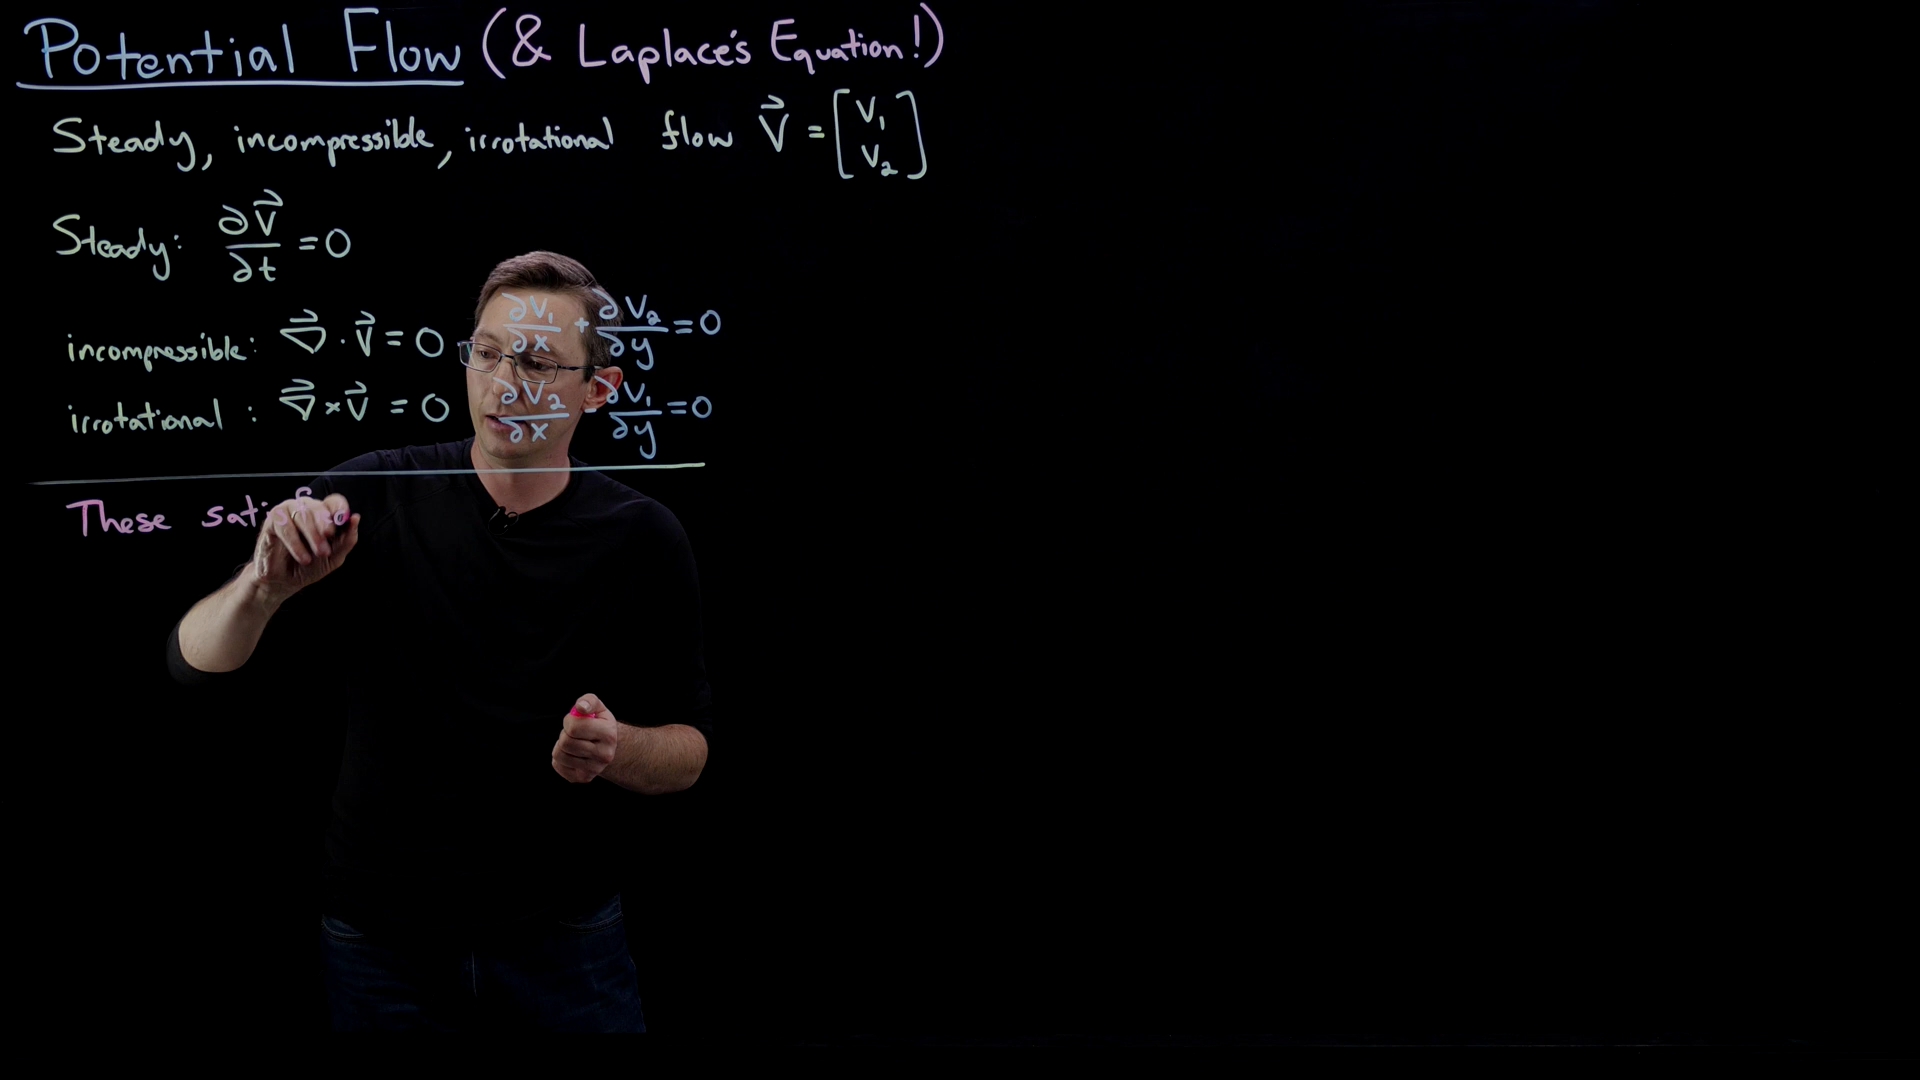 Potential Flow (& Laplace's Equation!)
Steady, incompressible, irrotational flow V⃗ = [V₁ V₂]
Steady: ∂V⃗/∂t = 0
incompressible: ∇⃗ · V⃗ = 0 ∂V₁/∂x + ∂V₂/∂y = 0
irrotational : ∇⃗ × V⃗ = 0 ∂V₂/∂x - ∂V₁/∂y = 0
These